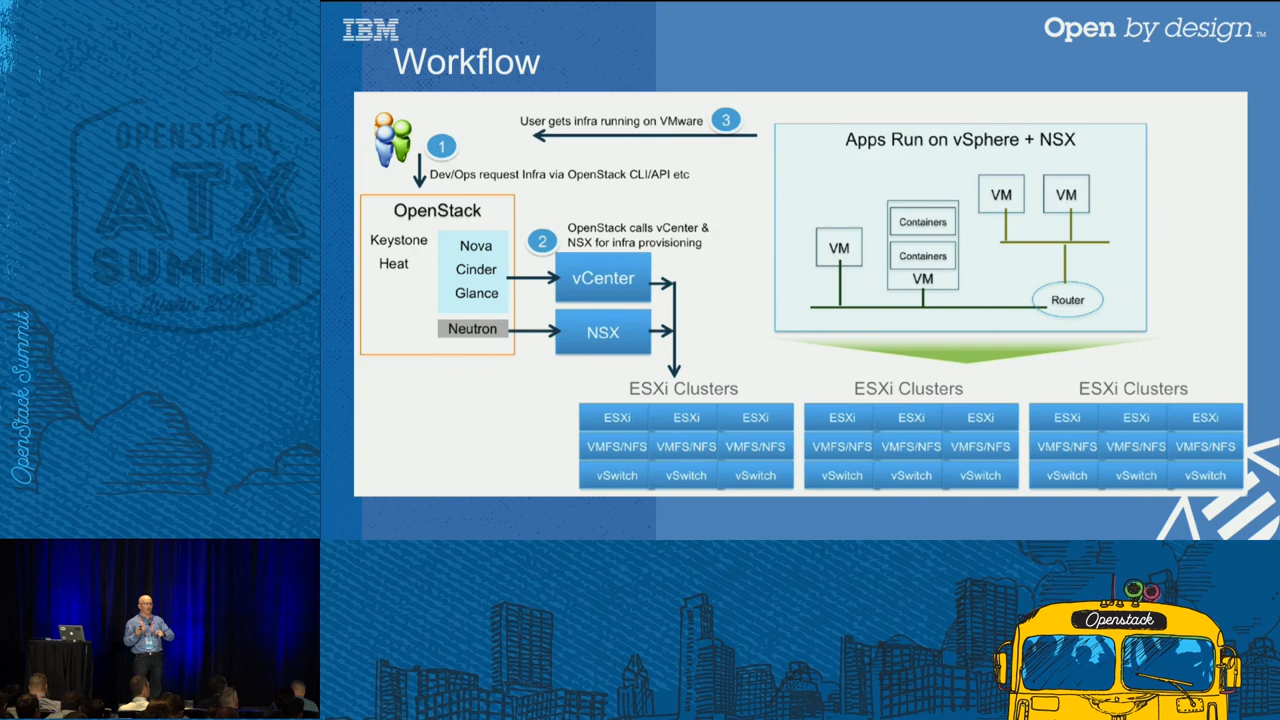 OPENSTACK
ATX
SUMMIT
Austin
OpenStack Summit
IBM
Open by design™
Workflow
User gets infra running on VMware 3
1
Dev/Ops request Infra via OpenStack CLI/API etc
OpenStack
Keystone
Heat
Nova
Cinder
Glance
Neutron
2
OpenStack calls vCenter &
NSX for infra provisioning
vCenter
NSX
Apps Run on vSphere + NSX
VM
Containers
Containers
VM
VM
VM
Router
ESXi Clusters
ESXi ESXi ESXi
VMFS/NFS VMFS/NFS VMFS/NFS
vSwitch vSwitch vSwitch
ESXi Clusters
ESXi ESXi ESXi
VMFS/NFS VMFS/NFS VMFS/NFS
vSwitch vSwitch vSwitch
ESXi Clusters
ESXi ESXi ESXi
VMFS/NFS VMFS/NFS VMFS/NFS
vSwitch vSwitch vSwitch
Openstack